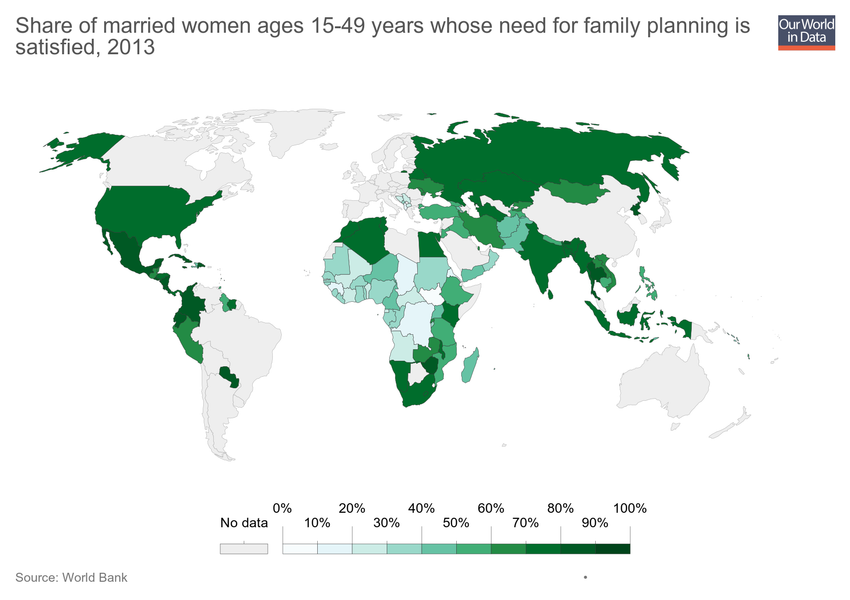 Share of married women ages 15-49 years whose need for family planning is
satisfied, 2013
Our World
in Data
0% 20% 40% 60% 80% 100%
No data 10% 30% 50% 70% 90%
Source: World Bank